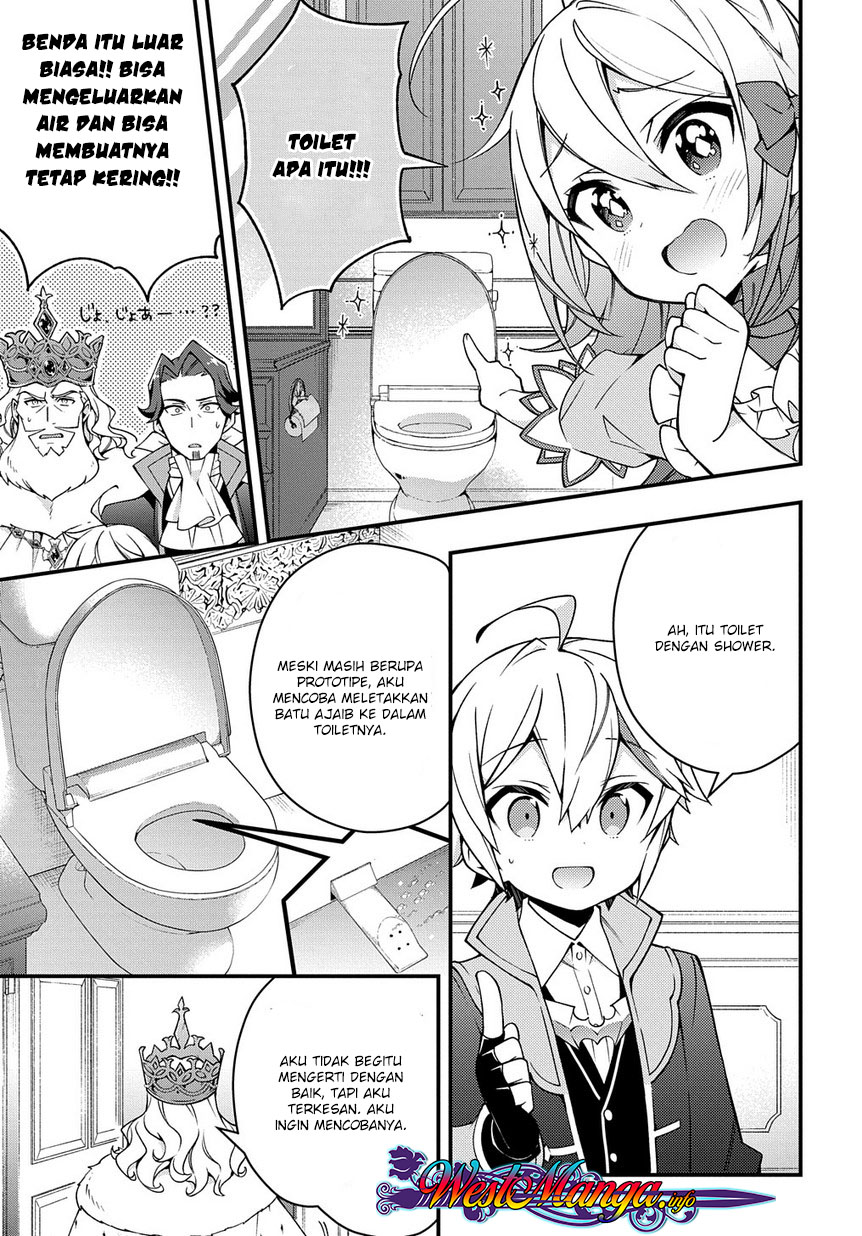 TOILET
APA ITU!!!
BENDA ITU LUAR
BIASA!! BISA
MENGELUARKAN
AIR DAN BISA
MEMBUATNYA
TETAP KERING!!
じょ、じょあー…??
AH, ITU TOILET
DENGAN SHOWER.
MESKI MASIH BERUPA
PROTOTIPE, AKU
MENCOBA MELETAKKAN
BATU AJAIB KE DALAM
TOILETNYA.
AKU TIDAK BEGITU
MENGERTI DENGAN
BAIK, TAPI AKU
TERKESAN. AKU
INGIN MENCOBANYA.
WestManga.info